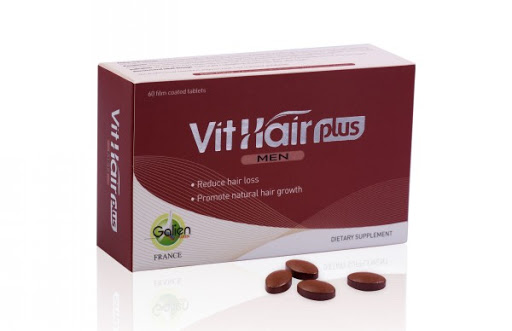 60 film coated tablets
VitHair plus
MEN
• Reduce hair loss
• Promote natural hair growth
DIETARY SUPPLEMENT
VitHair plus
Galien
FRANCE